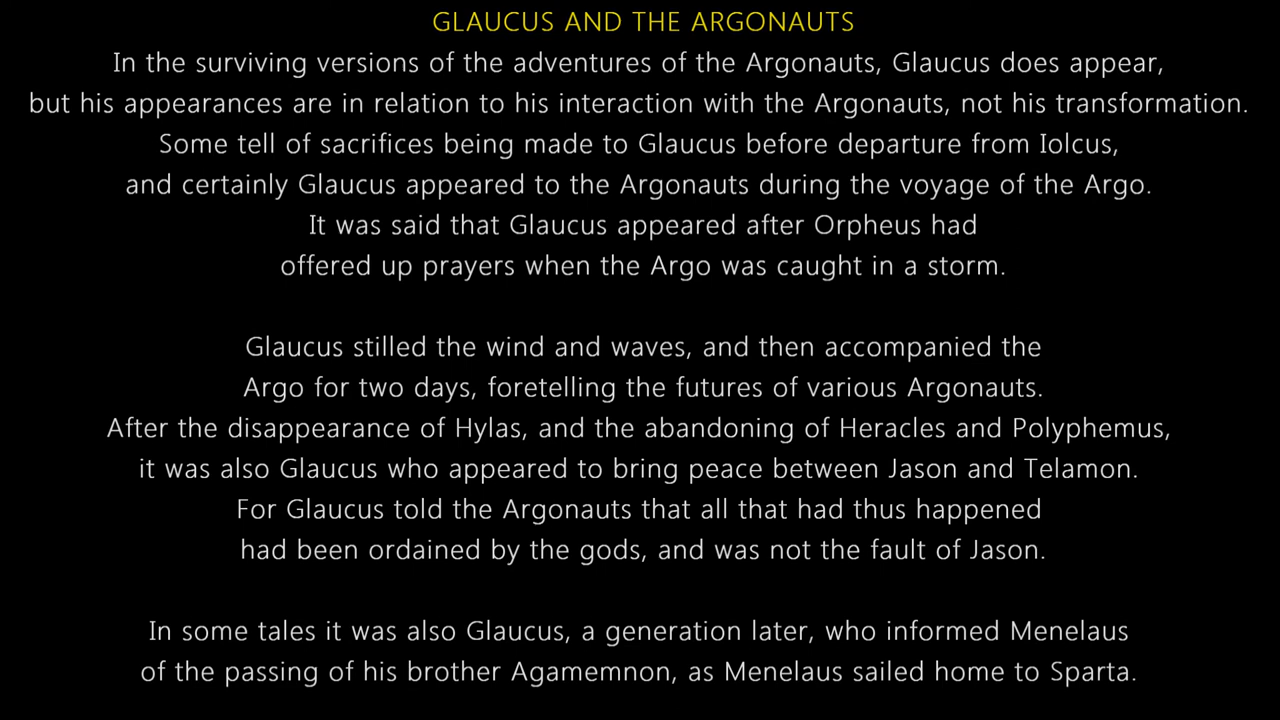 GLAUCUS AND THE ARGONAUTS
In the surviving versions of the adventures of the Argonauts, Glaucus does appear,
but his appearances are in relation to his interaction with the Argonauts, not his transformation.
Some tell of sacrifices being made to Glaucus before departure from Iolcus,
and certainly Glaucus appeared to the Argonauts during the voyage of the Argo.
It was said that Glaucus appeared after Orpheus had
offered up prayers when the Argo was caught in a storm.
Glaucus stilled the wind and waves, and then accompanied the
Argo for two days, foretelling the futures of various Argonauts.
After the disappearance of Hylas, and the abandoning of Heracles and Polyphemus,
it was also Glaucus who appeared to bring peace between Jason and Telamon.
For Glaucus told the Argonauts that all that had thus happened
had been ordained by the gods, and was not the fault of Jason.
In some tales it was also Glaucus, a generation later, who informed Menelaus
of the passing of his brother Agamemnon, as Menelaus sailed home to Sparta.